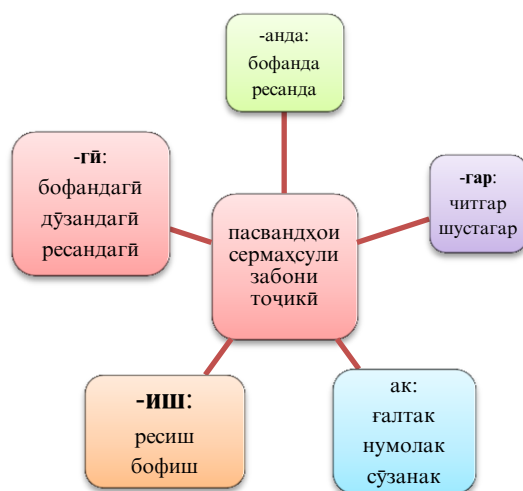 -анда:
бофанда
ресанда
-гӣ:
бофандагӣ
дӯзандагӣ
ресандагӣ
-гар:
читгар
шустагар
пасвандҳои
сермаҳсули
забони
тоҷикӣ
-иш:
ресиш
бофиш
ак:
ғалтак
нумолак
сӯзанак